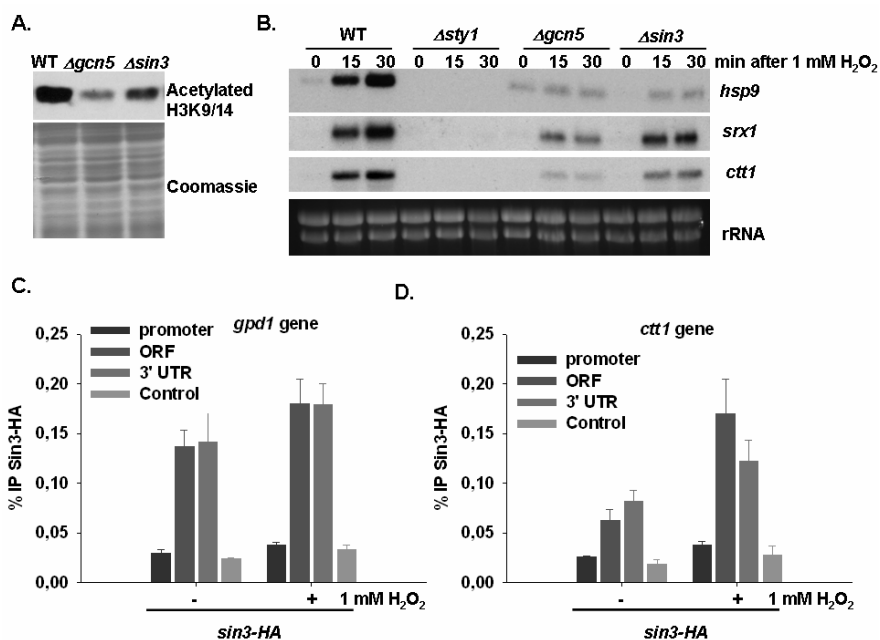 A.
WT Δgcn5 Δsin3
Acetylated
H3K9/14
Coomassie
B.
WT Δsty1 Δgcn5 Δsin3
0 15 30 0 15 30 0 15 30 0 15 30 min after 1 mM H₂O₂
hsp9
srx1
ctt1
rRNA
C.
gpd1 gene
promoter
ORF
3' UTR
Control
% IP Sin3-HA
0,25
0,20
0,15
0,10
0,05
0,00
- + 1 mM H₂O₂
sin3-HA
D.
ctt1 gene
promoter
ORF
3' UTR
Control
% IP Sin3-HA
0,25
0,20
0,15
0,10
0,05
0,00
- + 1 mM H₂O₂
sin3-HA